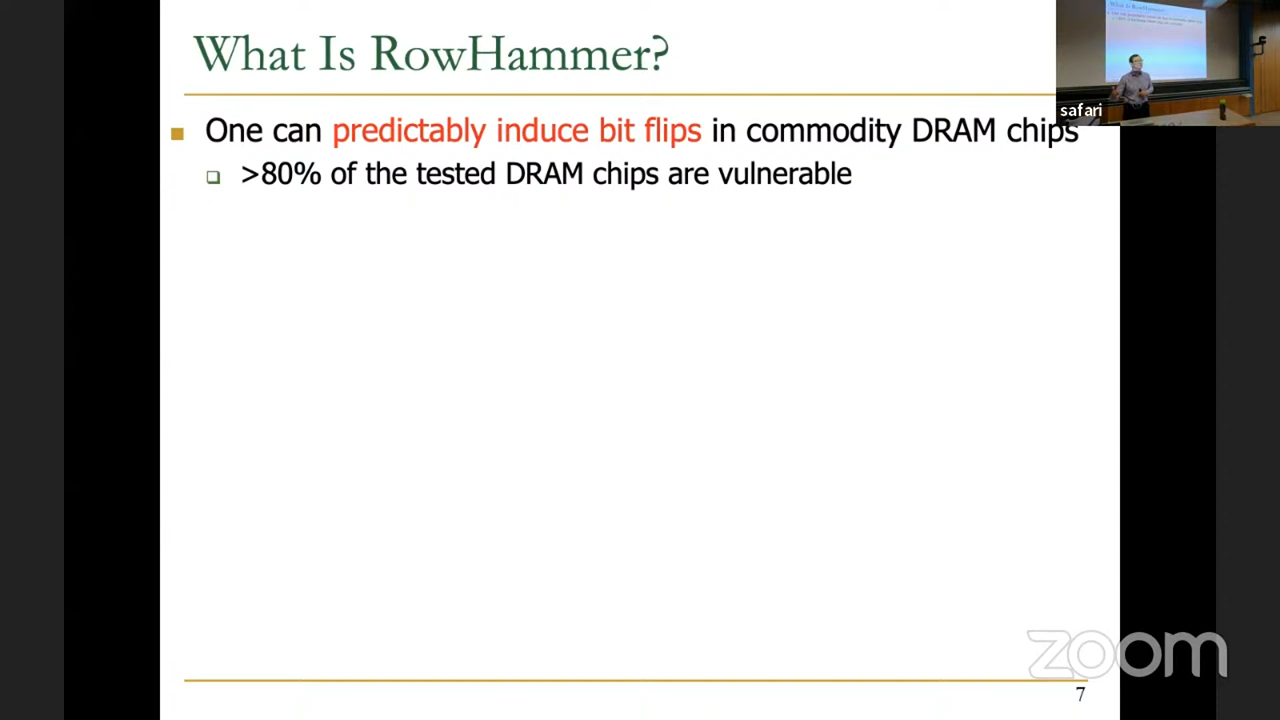 What Is RowHammer?
One can predictably induce bit flips in commodity DRAM chips
>80% of the tested DRAM chips are vulnerable
safari
zoom
7